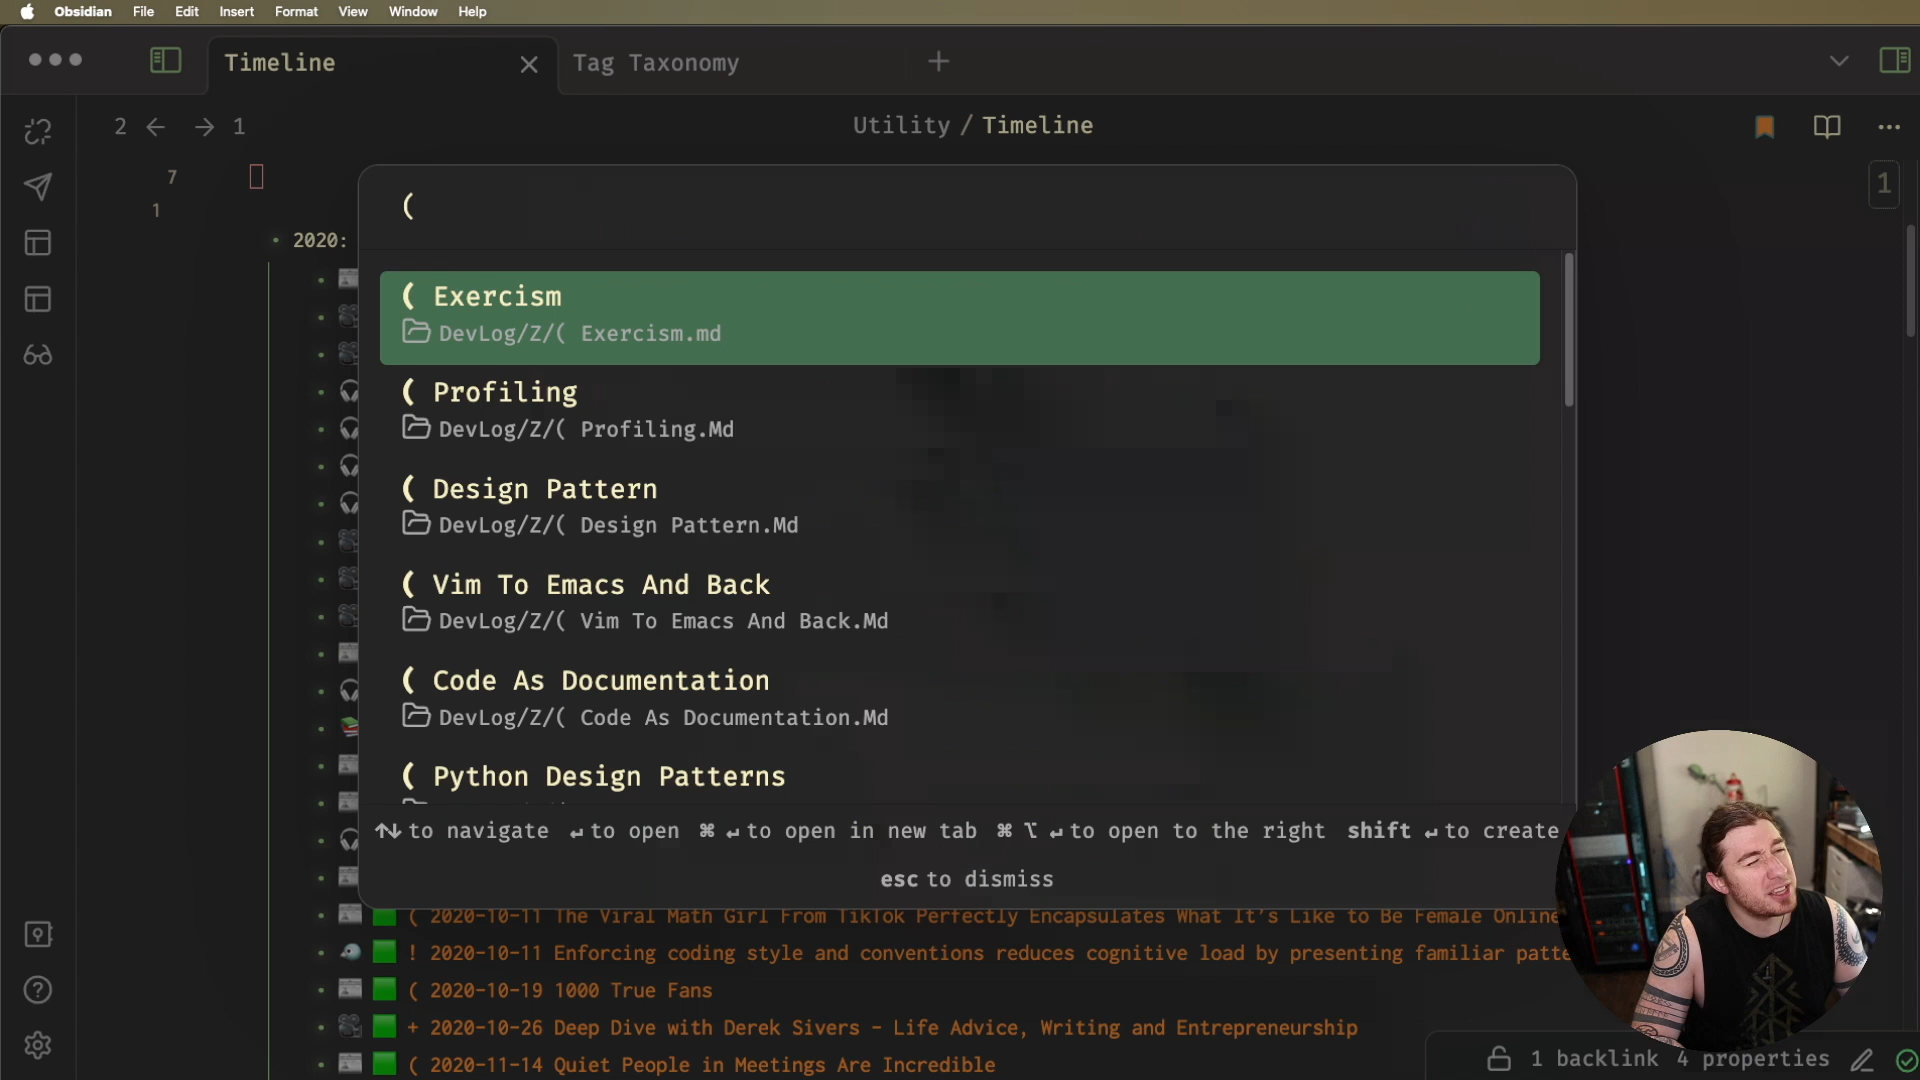 Obsidian File Edit Insert Format View Window Help
Timeline
Tag Taxonomy
2 ← → 1
Utility / Timeline
7
1
1
2020:
(
( Exercism
DevLog/Z/( Exercism.md
( Profiling
DevLog/Z/( Profiling.Md
( Design Pattern
DevLog/Z/( Design Pattern.Md
( Vim To Emacs And Back
DevLog/Z/( Vim To Emacs And Back.Md
( Code As Documentation
DevLog/Z/( Code As Documentation.Md
( Python Design Patterns
↑↓ to navigate ↵ to open ⌘ ↵ to open in new tab ⌘ ⌥ ↵ to open to the right shift ↵ to create
esc to dismiss
( 2020-10-11 The Viral Math Girl From TikTok Perfectly Encapsulates What It's Like to Be Female Online
! 2020-10-11 Enforcing coding style and conventions reduces cognitive load by presenting familiar patte
( 2020-10-19 1000 True Fans
+ 2020-10-26 Deep Dive with Derek Sivers - Life Advice, Writing and Entrepreneurship
( 2020-11-14 Quiet People in Meetings Are Incredible
1 backlink 4 properties